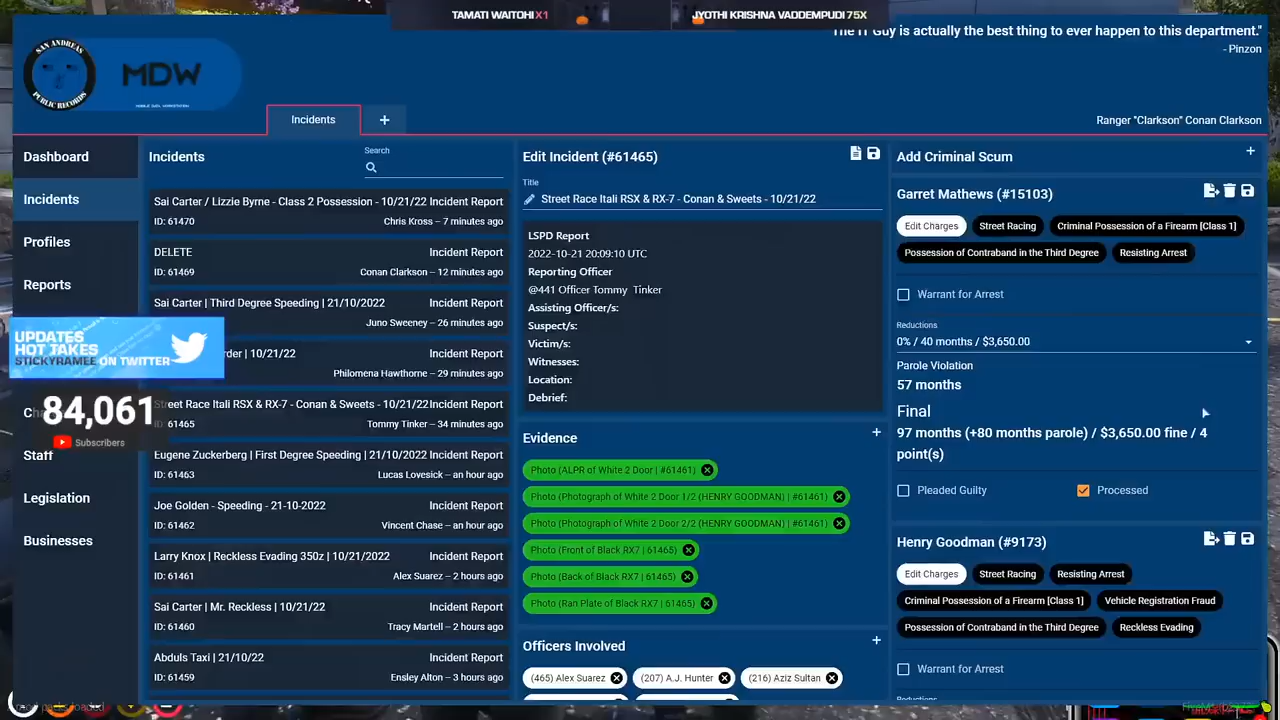 TAMATI WAITOHI X1
JYOTHI KRISHNA VADDEMPUDI 75X
"The IT Guy is actually the best thing to ever happen to this department."
- Pinzon
SAN ANDREAS
PUBLIC RECORDS
MDW
MOBILE DATA WORKSTATION
Incidents
+
Ranger "Clarkson" Conan Clarkson
Dashboard
Incidents
Profiles
Reports
UPDATES
HOT TAKES
STICKYRAMEE ON TWITTER
84,061
Subscribers
Staff
Legislation
Businesses
Incidents
Search
Sai Carter / Lizzie Byrne - Class 2 Possession - 10/21/22 Incident Report
ID: 61470 Chris Kross – 7 minutes ago
DELETE Incident Report
ID: 61469 Conan Clarkson – 12 minutes ago
Sai Carter | Third Degree Speeding | 21/10/2022 Incident Report
Juno Sweeney – 26 minutes ago
| 10/21/22 Incident Report
Philomena Hawthorne – 29 minutes ago
Street Race Itali RSX & RX-7 - Conan & Sweets - 10/21/22 Incident Report
ID: 61465 Tommy Tinker – 34 minutes ago
Eugene Zuckerberg | First Degree Speeding | 21/10/2022 Incident Report
ID: 61463 Lucas Lovesick – an hour ago
Joe Golden - Speeding - 21-10-2022 Incident Report
ID: 61462 Vincent Chase – an hour ago
Larry Knox | Reckless Evading 350z | 10/21/2022 Incident Report
ID: 61461 Alex Suarez – 2 hours ago
Sai Carter | Mr. Reckless | 10/21/22 Incident Report
ID: 61460 Tracy Martell – 2 hours ago
Abduls Taxi | 21/10/22 Incident Report
ID: 61459 Ensley Alton – 3 hours ago
Edit Incident (#61465)
Title
Street Race Itali RSX & RX-7 - Conan & Sweets - 10/21/22
LSPD Report
2022-10-21 20:09:10 UTC
Reporting Officer
@441 Officer Tommy Tinker
Assisting Officer/s:
Suspect/s:
Victim/s:
Witnesses:
Location:
Debrief:
Evidence +
Photo (ALPR of White 2 Door | #61461)
Photo (Photograph of White 2 Door 1/2 (HENRY GOODMAN) | #61461)
Photo (Photograph of White 2 Door 2/2 (HENRY GOODMAN) | #61461)
Photo (Front of Black RX7 | 61465)
Photo (Back of Black RX7 | 61465)
Photo (Ran Plate of Black RX7 | 61465)
Officers Involved +
(465) Alex Suarez (207) A.J. Hunter (216) Aziz Sultan
Add Criminal Scum +
Garret Mathews (#15103)
Edit Charges Street Racing Criminal Possession of a Firearm [Class 1]
Possession of Contraband in the Third Degree Resisting Arrest
Warrant for Arrest
Reductions
0% / 40 months / $3,650.00
Parole Violation
57 months
Final
97 months (+80 months parole) / $3,650.00 fine / 4
point(s)
Pleaded Guilty Processed
Henry Goodman (#9173)
Edit Charges Street Racing Resisting Arrest
Criminal Possession of a Firearm [Class 1] Vehicle Registration Fraud
Possession of Contraband in the Third Degree Reckless Evading
Warrant for Arrest
Reductions